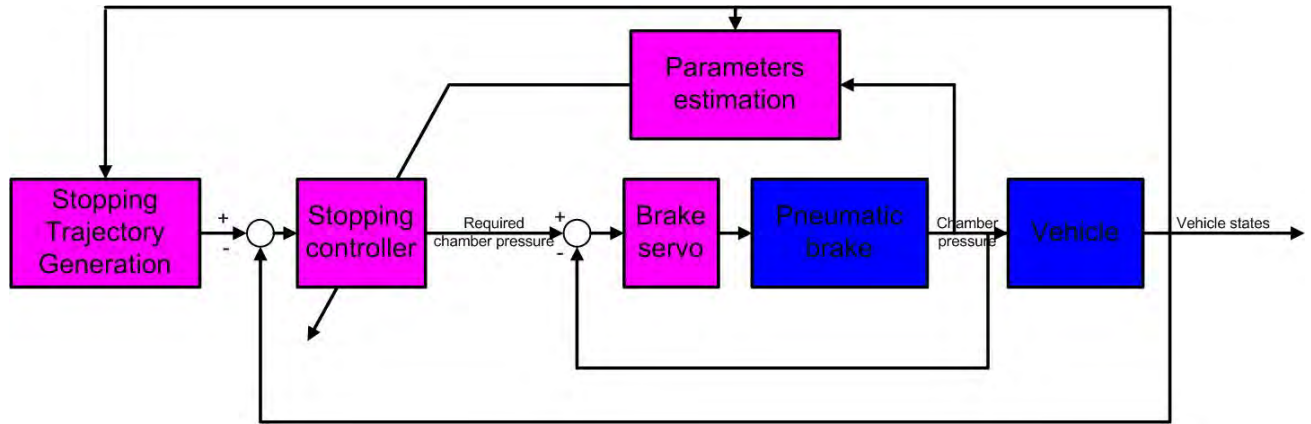 Parameters
estimation
Stopping
Trajectory
Generation
+
-
Stopping
controller
Required
chamber pressure
+
-
Brake
servo
Pneumatic
brake
Chamber
pressure
Vehicle
Vehicle states